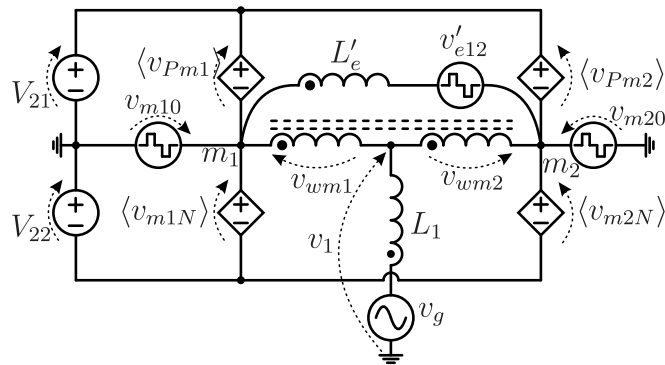 L′e v′e12
V21 ⟨vPm1⟩ ⟨vPm2⟩
vm10 vm20
m1 m2
vwm1 vwm2
V22 ⟨vm1N⟩ ⟨vm2N⟩
v1 L1
vg